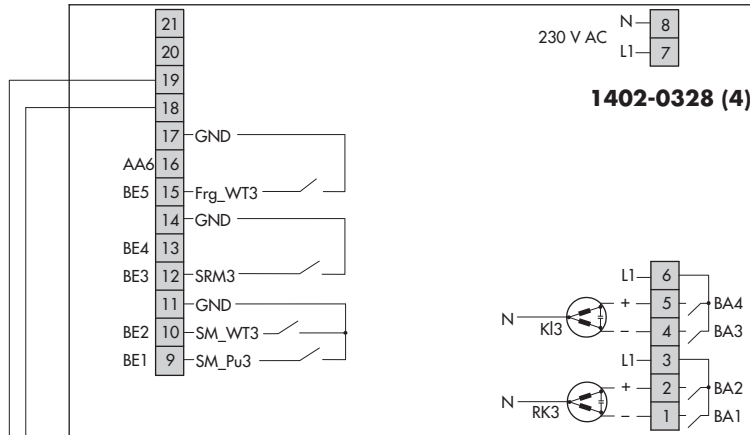 21
20
19
18
17 GND
AA6 16
BE5 15 Frg_WT3
14 GND
BE4 13
BE3 12 SRM3
11 GND
BE2 10 SM_WT3
BE1 9 SM_Pu3
230 V AC
N 8
L1 7
1402-0328 (4)
L1 6
+ 5 BA4
N Kl3
– 4 BA3
L1 3
+ 2 BA2
N RK3
– 1 BA1